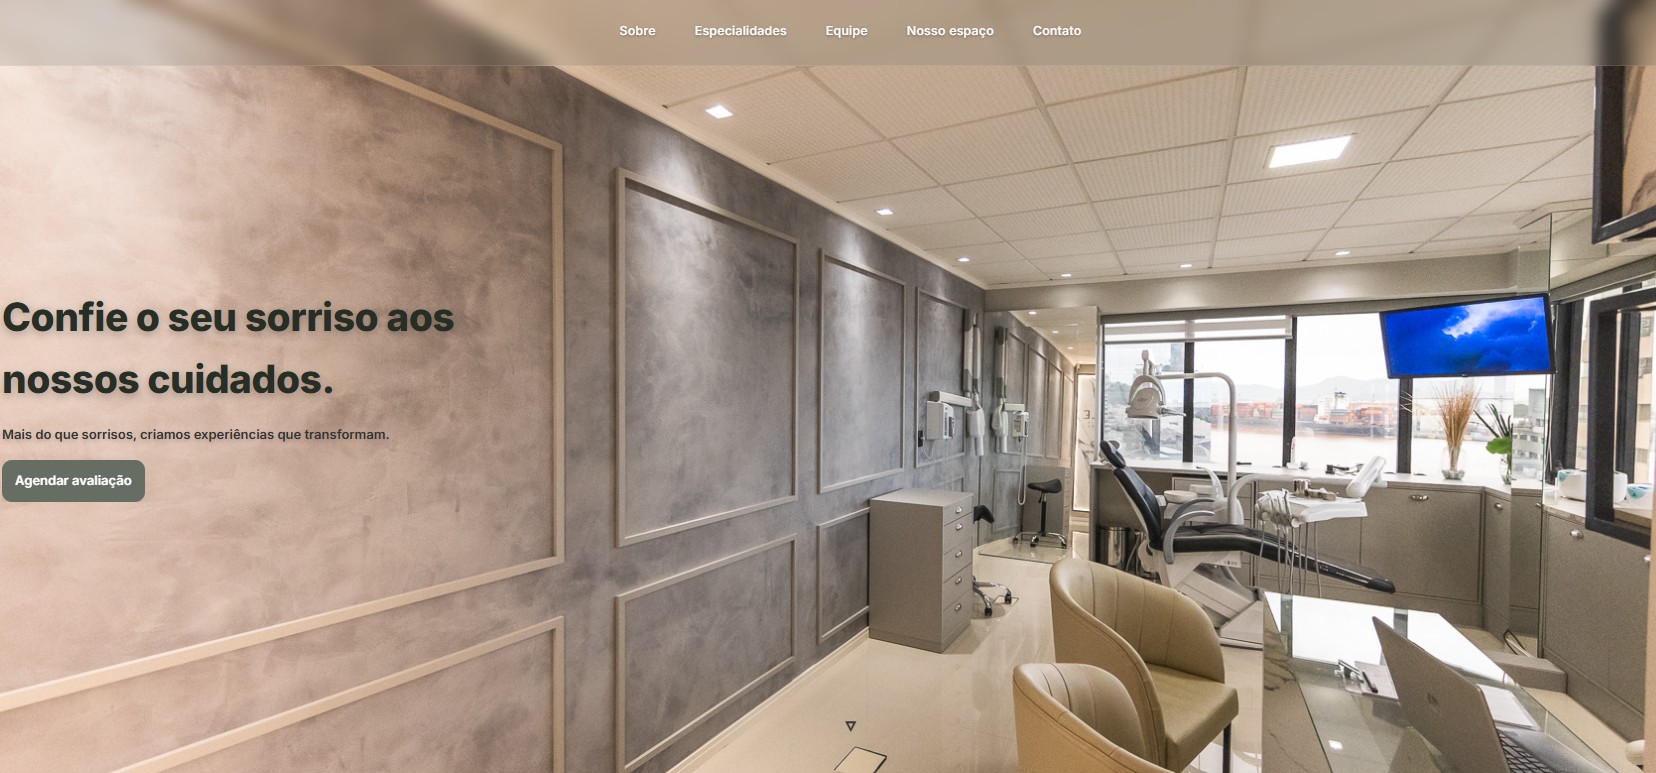 Sobre
Especialidades
Equipe
Nosso espaço
Contato
Confie o seu sorriso aos
nossos cuidados.
Mais do que sorrisos, criamos experiências que transformam.
Agendar avaliação